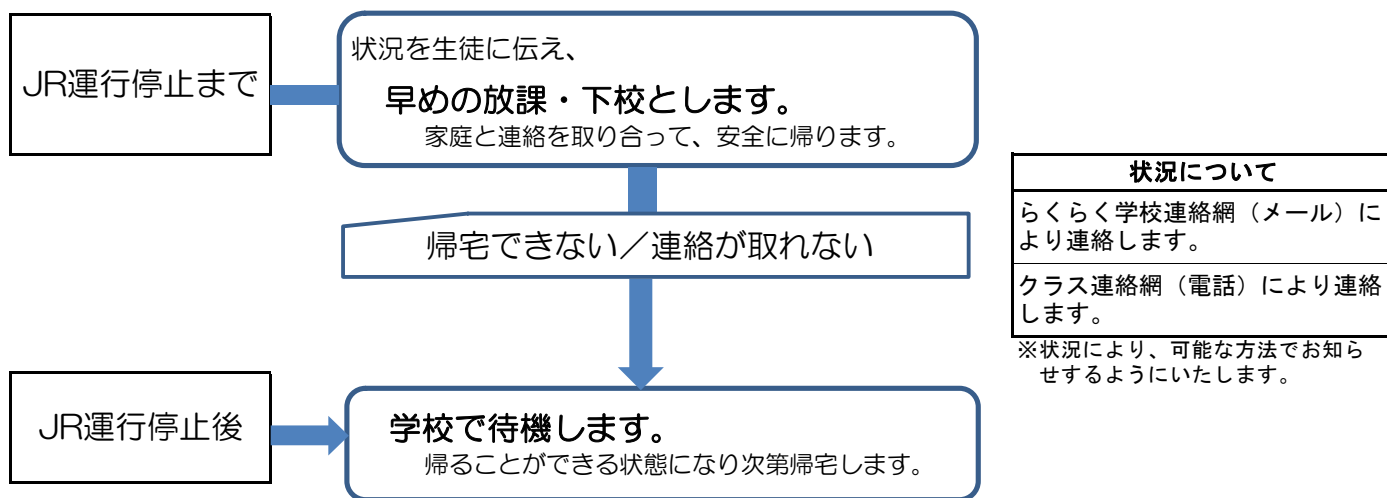 JR運行停止まで
状況を生徒に伝え、
早めの放課・下校とします。
家庭と連絡を取り合って、安全に帰ります。
帰宅できない／連絡が取れない
JR運行停止後
学校で待機します。
帰ることができる状態になり次第帰宅します。
状況について
らくらく学校連絡網（メール）に
より連絡します。
クラス連絡網（電話）により連絡
します。
※状況により、可能な方法でお知ら
せするようにいたします。